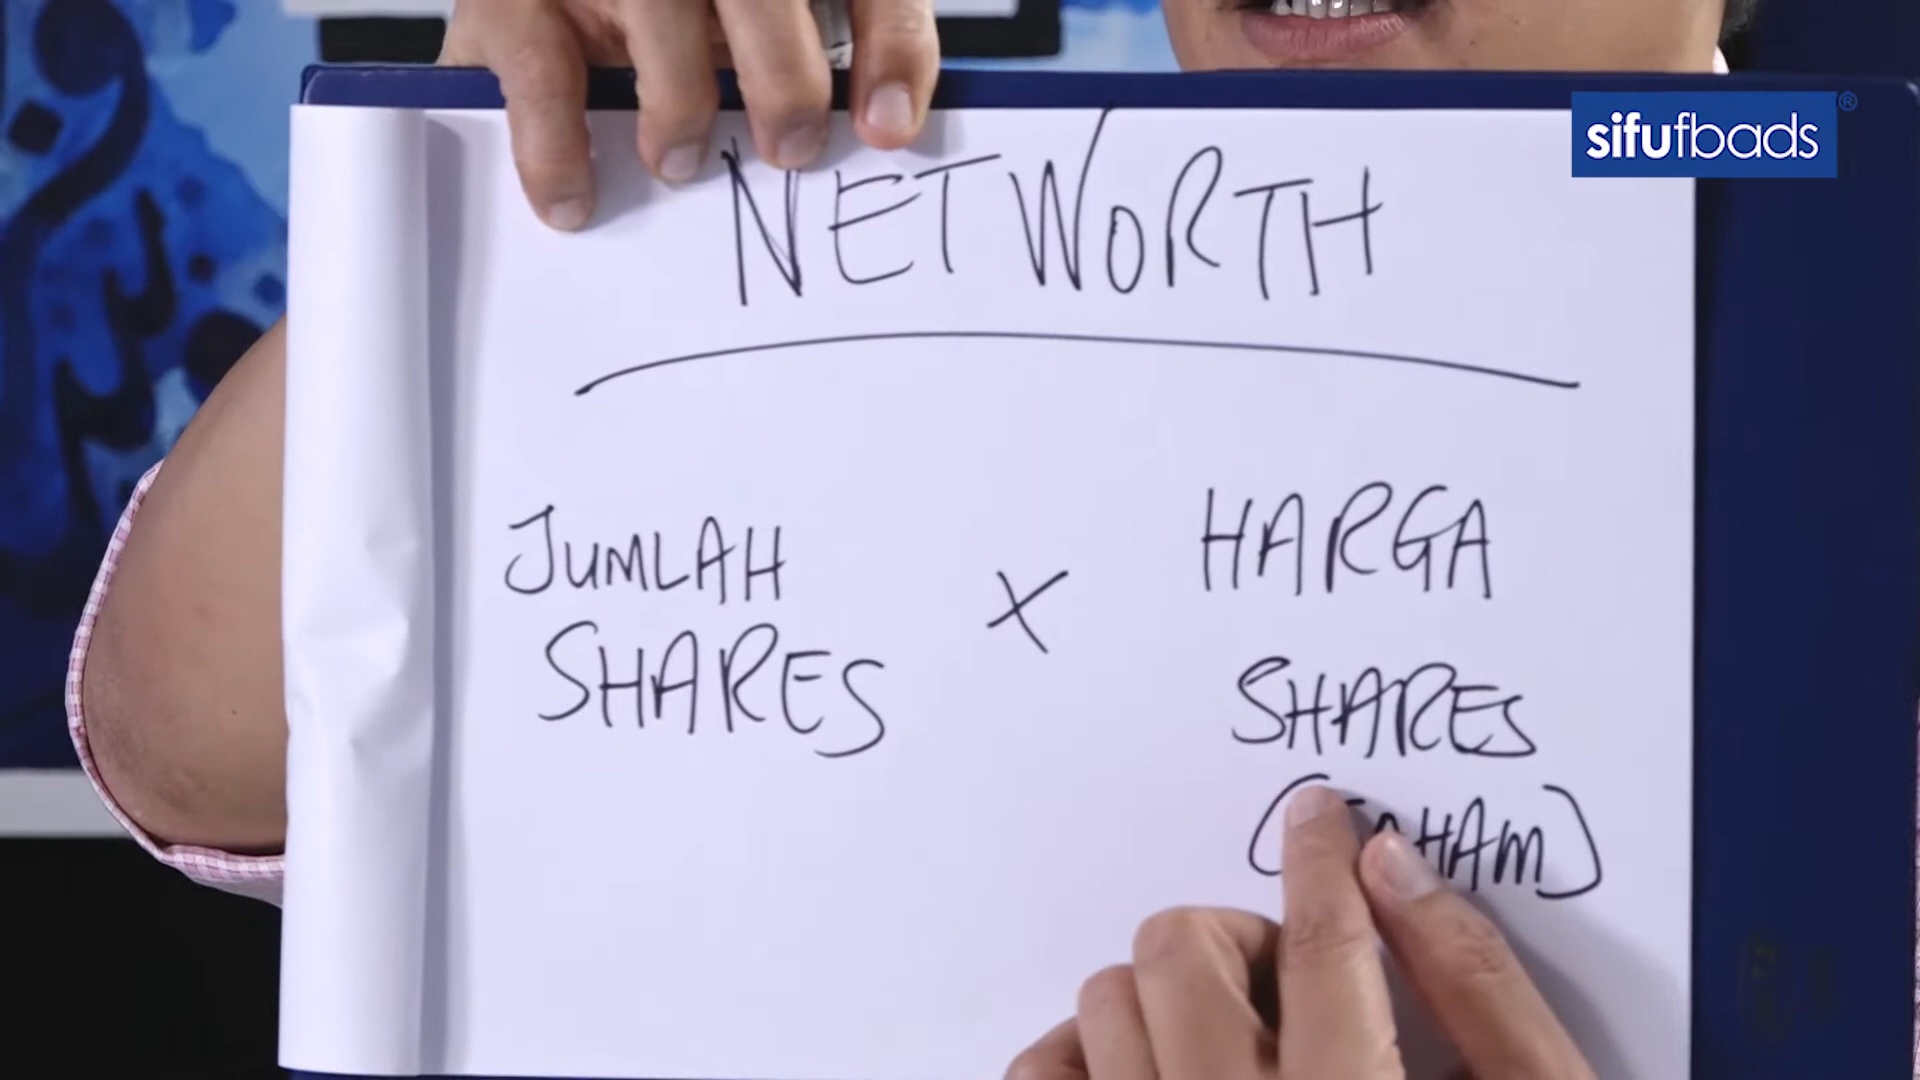 sifufbads®
NETWORTH
JUMLAH
SHARES
X
HARGA
SHARES